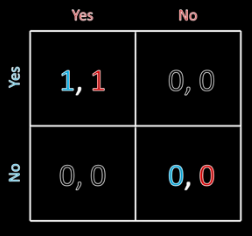 Yes No
Yes 1, 1 0, 0
No 0, 0 0, 0